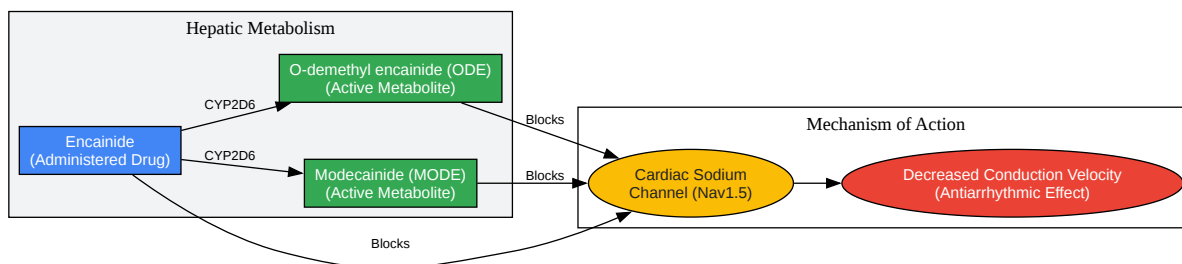 Hepatic Metabolism
O-demethyl encainide (ODE)
(Active Metabolite)
CYP2D6
Encainide
(Administered Drug)
CYP2D6
Modecainide (MODE)
(Active Metabolite)
Blocks
Blocks
Blocks
Mechanism of Action
Cardiac Sodium
Channel (Nav1.5)
Decreased Conduction Velocity
(Antiarrhythmic Effect)